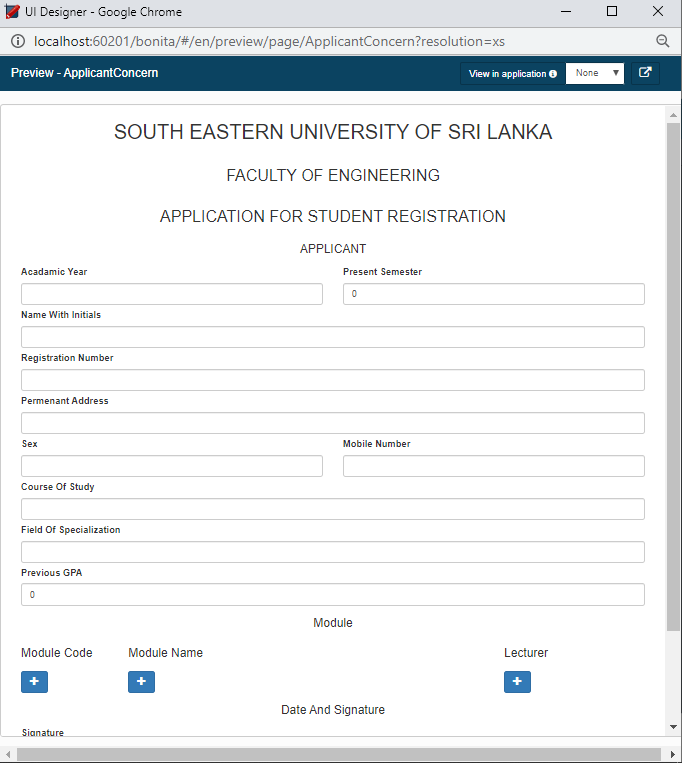 UI Designer - Google Chrome
localhost:60201/bonita/#/en/preview/page/ApplicantConcern?resolution=xs
Preview - ApplicantConcern View in application None
SOUTH EASTERN UNIVERSITY OF SRI LANKA
FACULTY OF ENGINEERING
APPLICATION FOR STUDENT REGISTRATION
APPLICANT
Acadamic Year Present Semester
0
Name With Initials
Registration Number
Permenant Address
Sex Mobile Number
Course Of Study
Field Of Specialization
Previous GPA
0
Module
Module Code Module Name Lecturer
+ + +
Date And Signature
Signature